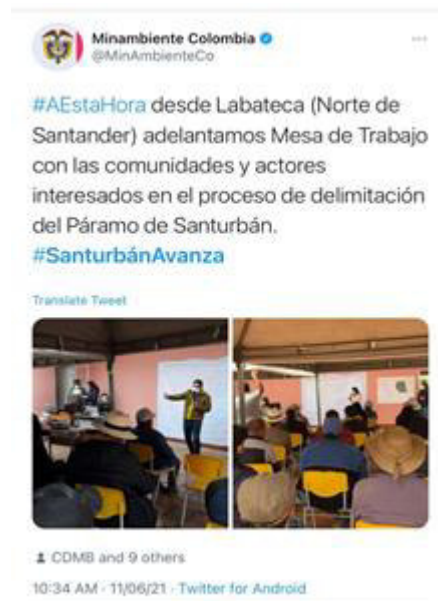 Minambiente Colombia
@MinAmbienteCo
#AEstaHora desde Labateca (Norte de
Santander) adelantamos Mesa de Trabajo
con las comunidades y actores
interesados en el proceso de delimitación
del Páramo de Santurbán.
#SanturbánAvanza
Translate Tweet
CDMB and 9 others
10:34 AM · 11/06/21 · Twitter for Android